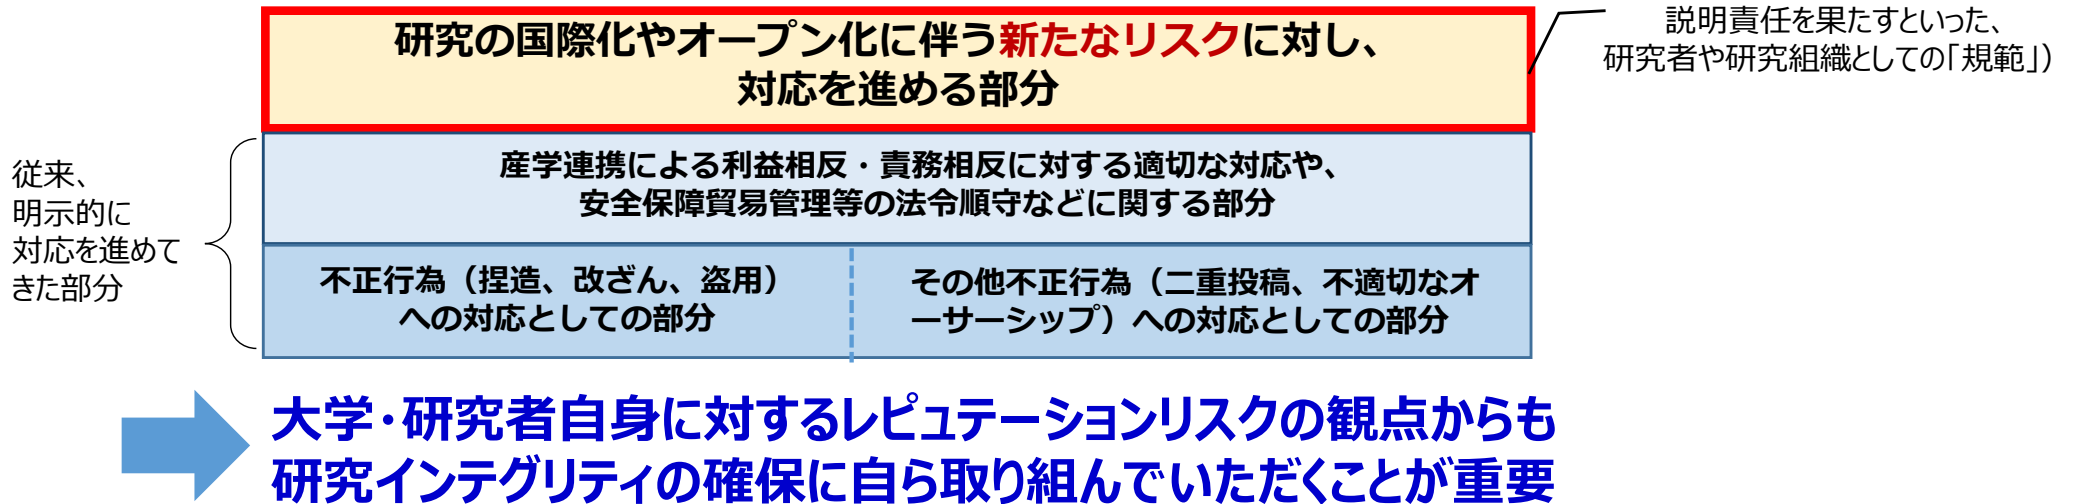 研究の国際化やオープン化に伴う新たなリスクに対し、
対応を進める部分
説明責任を果たすといった、
研究者や研究組織としての「規範」）
従来、
明示的に
対応を進めて
きた部分
産学連携による利益相反・責務相反に対する適切な対応や、
安全保障貿易管理等の法令順守などに関する部分
不正行為（捏造、改ざん、盗用）
への対応としての部分
その他不正行為（二重投稿、不適切なオ
ーサーシップ）への対応としての部分
大学・研究者自身に対するレピュテーションリスクの観点からも
研究インテグリティの確保に自ら取り組んでいただくことが重要